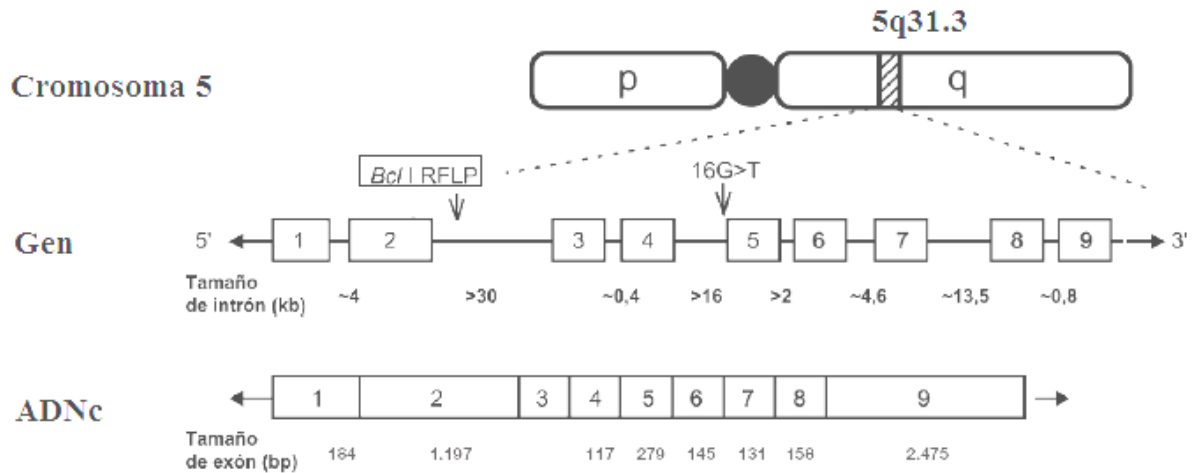 5q31.3
Cromosoma 5
p
q
Bcl I RFLP
16G>T
Gen
5'
1 2 3 4 5 6 7 8 9
3'
Tamaño
de intrón (kb)
~4 >30 ~0,4 >16 >2 ~4,6 ~13,5 ~0,8
ADNc
1 2 3 4 5 6 7 8 9
Tamaño
de exón (bp)
184 1.197 117 279 145 131 158 2.475